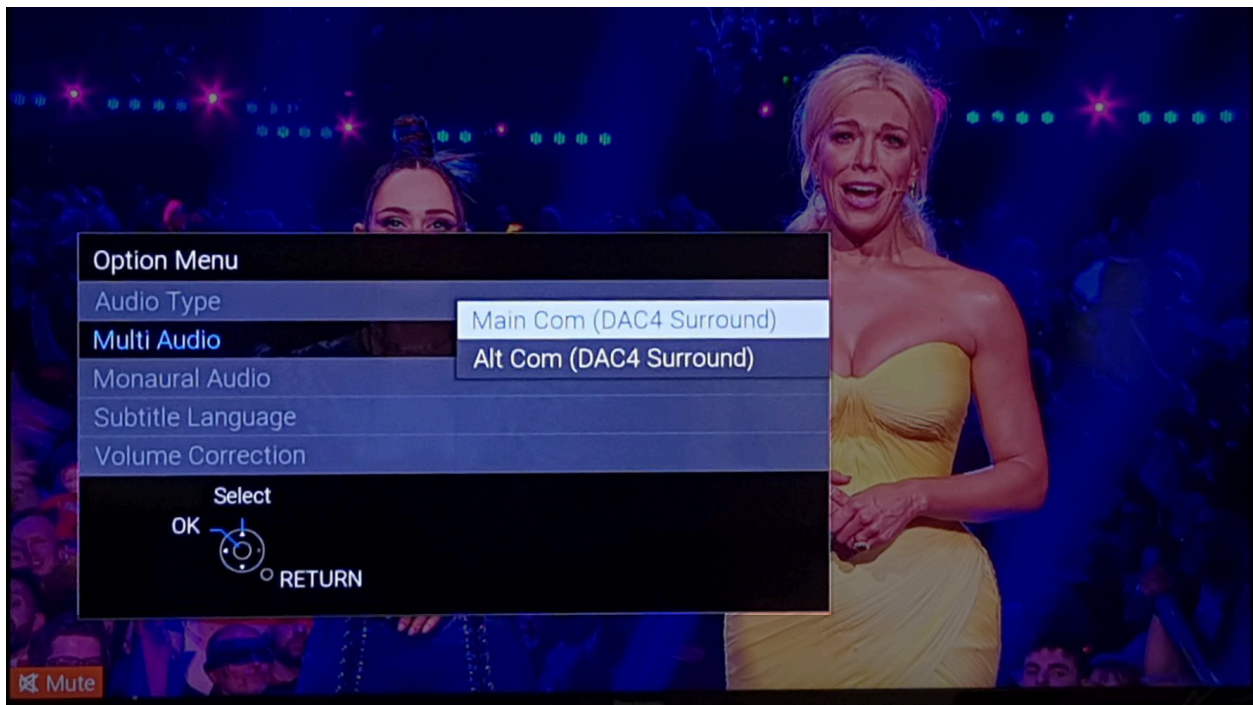 Option Menu
Audio Type
Multi Audio
Main Com (DAC4 Surround)
Alt Com (DAC4 Surround)
Monaural Audio
Subtitle Language
Volume Correction
Select
OK
RETURN
Mute